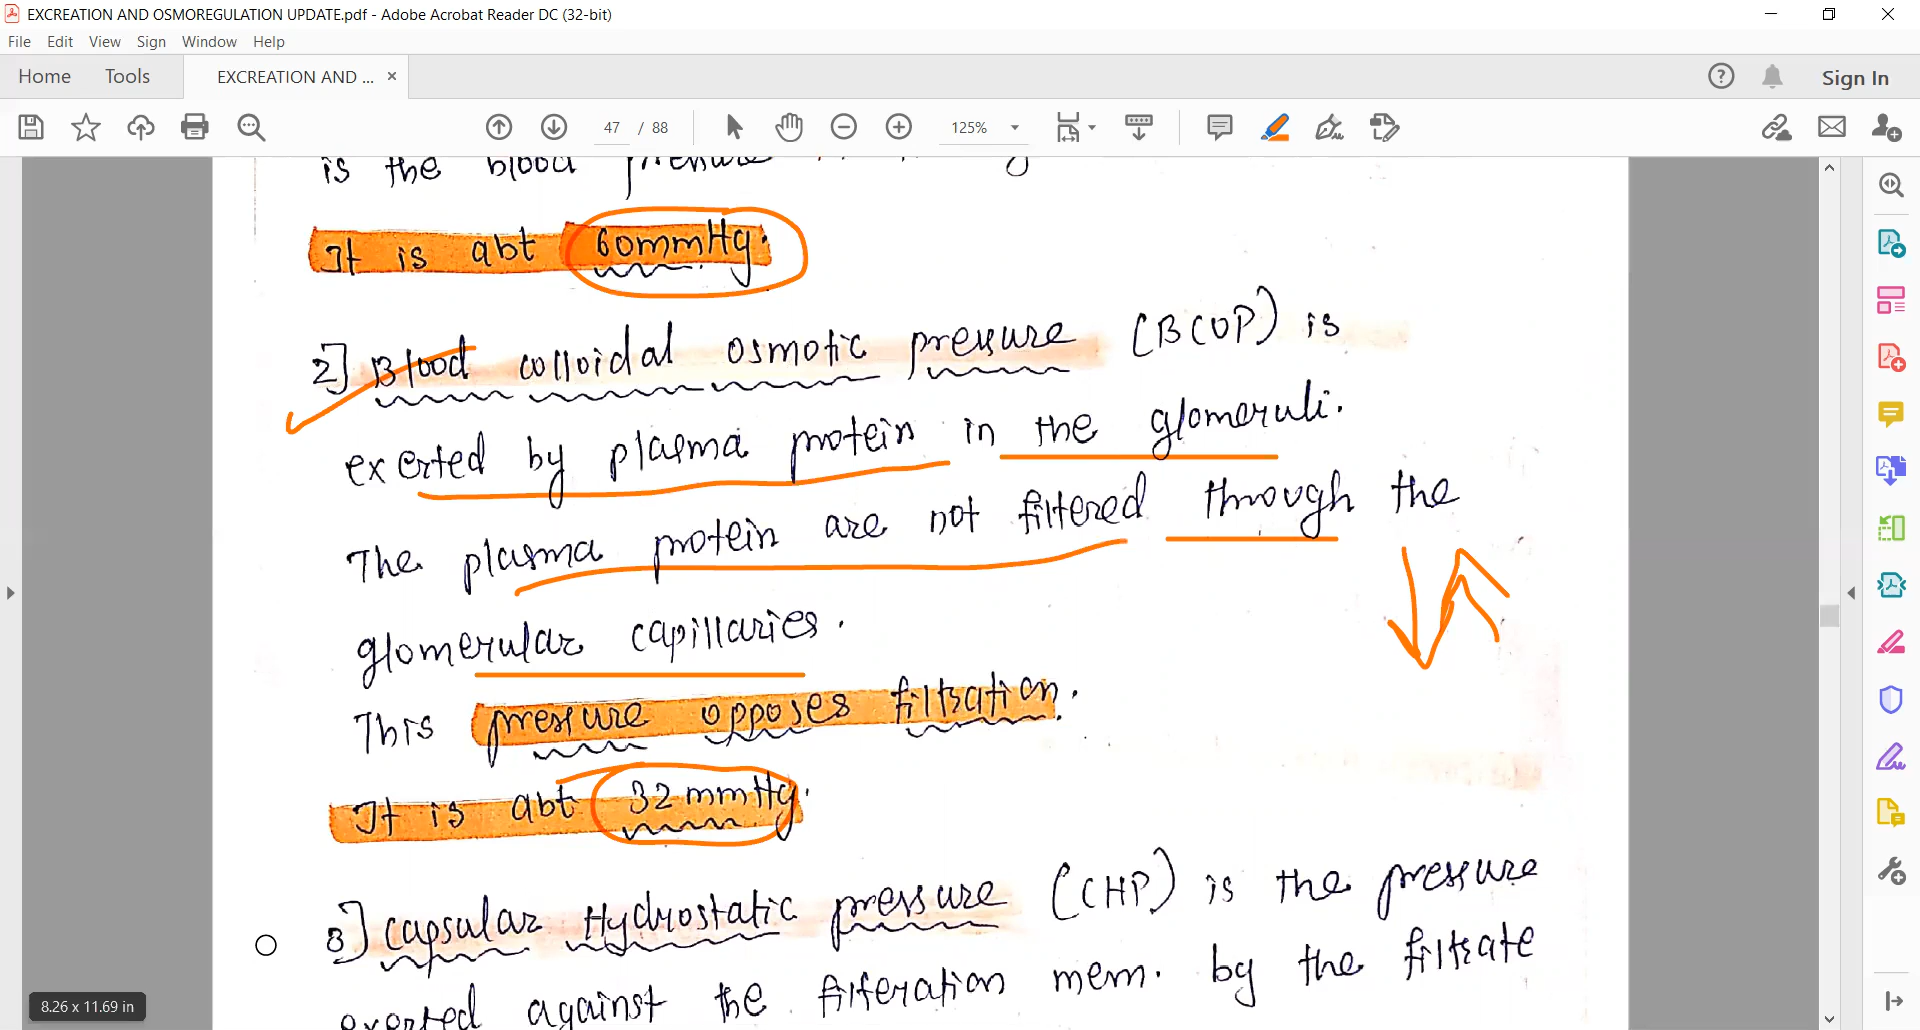 EXCREATION AND OSMOREGULATION UPDATE.pdf - Adobe Acrobat Reader DC (32-bit)
File Edit View Sign Window Help
Home Tools EXCREATION AND ... × Sign In
47 / 88 125%
is the blood
It is abt 60mmHg.
2] Blood colloidal osmotic pressure (BCOP) is
exerted by plasma protein in the glomeruli.
The plasma protein are not filtered through the
glomerular capillaries.
This pressure opposes filtration.
It is abt 32 mmHg.
3] Capsular Hydrostatic pressure (CHP) is the pressure
exerted against the filteration mem. by the filtrate
8.26 x 11.69 in